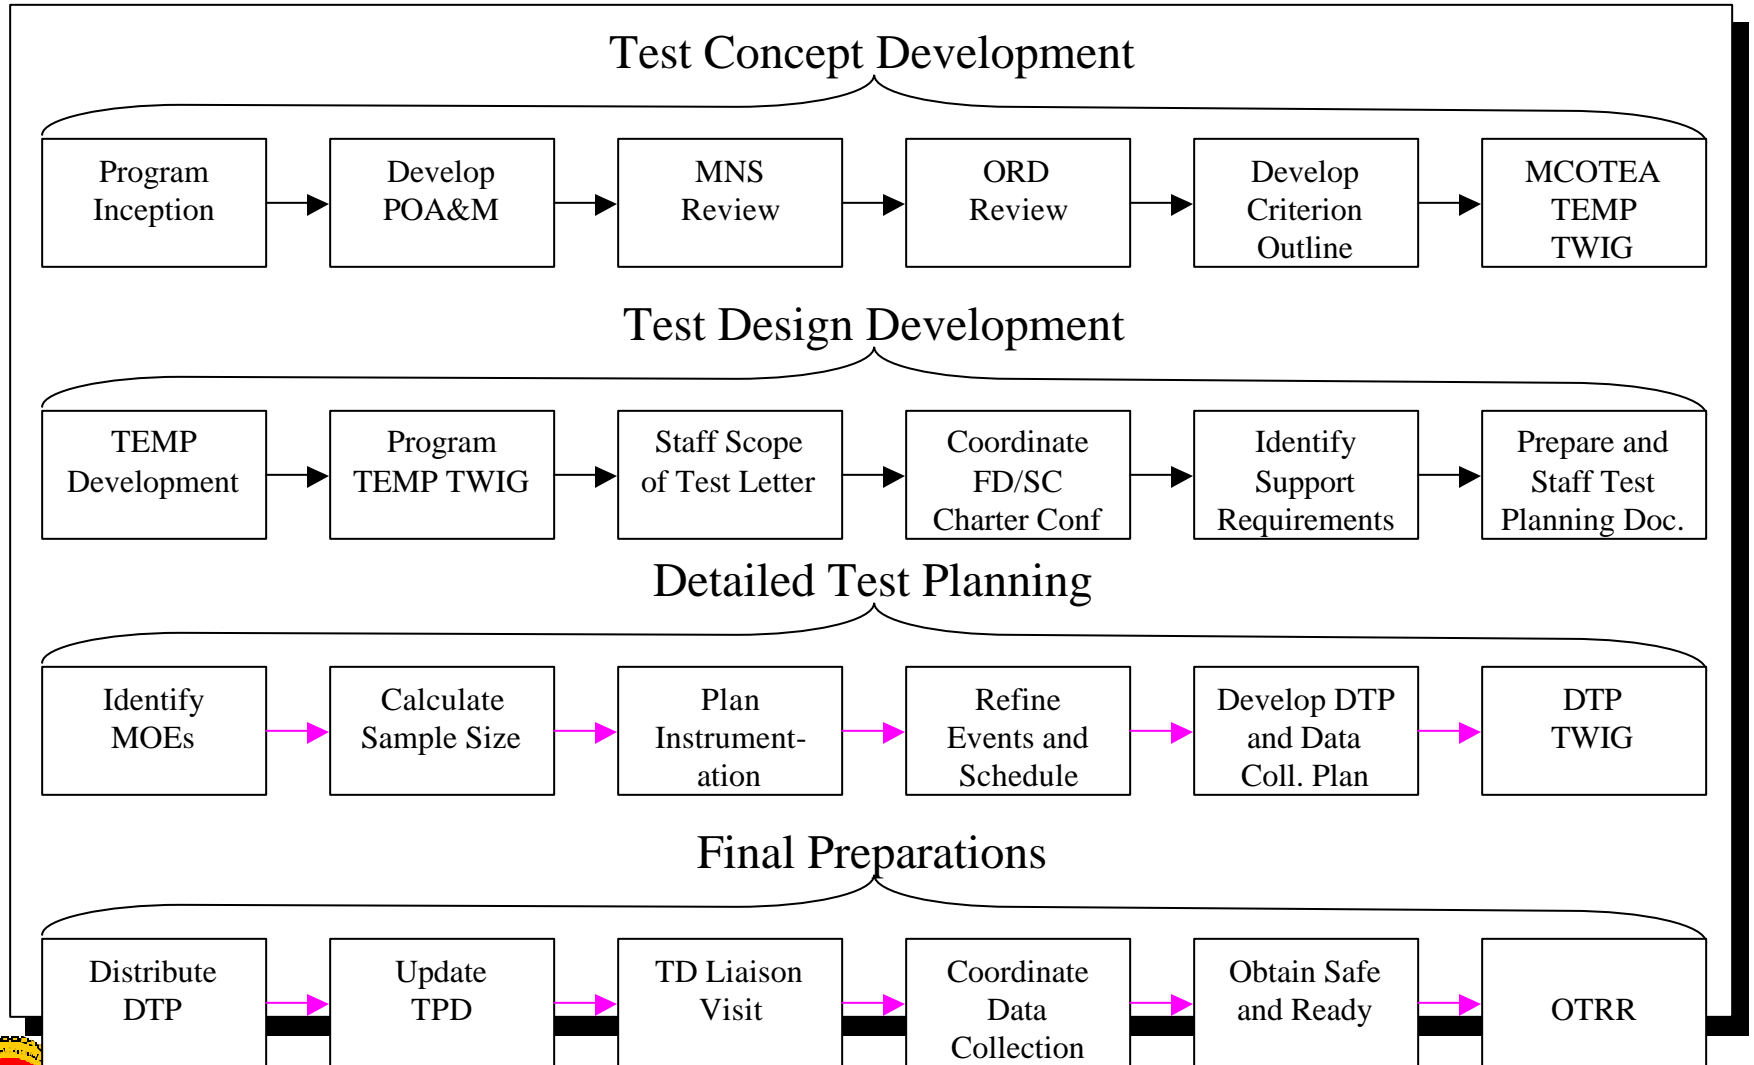 Test Concept Development
Program
Inception
Develop
POA&M
MNS
Review
ORD
Review
Develop
Criterion
Outline
MCOTEA
TEMP
TWIG
Test Design Development
TEMP
Development
Program
TEMP TWIG
Staff Scope
of Test Letter
Coordinate
FD/SC
Charter Conf
Identify
Support
Requirements
Prepare and
Staff Test
Planning Doc.
Detailed Test Planning
Identify
MOEs
Calculate
Sample Size
Plan
Instrument-
ation
Refine
Events and
Schedule
Develop DTP
and Data
Coll. Plan
DTP
TWIG
Final Preparations
Distribute
DTP
Update
TPD
TD Liaison
Visit
Coordinate
Data
Collection
Obtain Safe
and Ready
OTRR